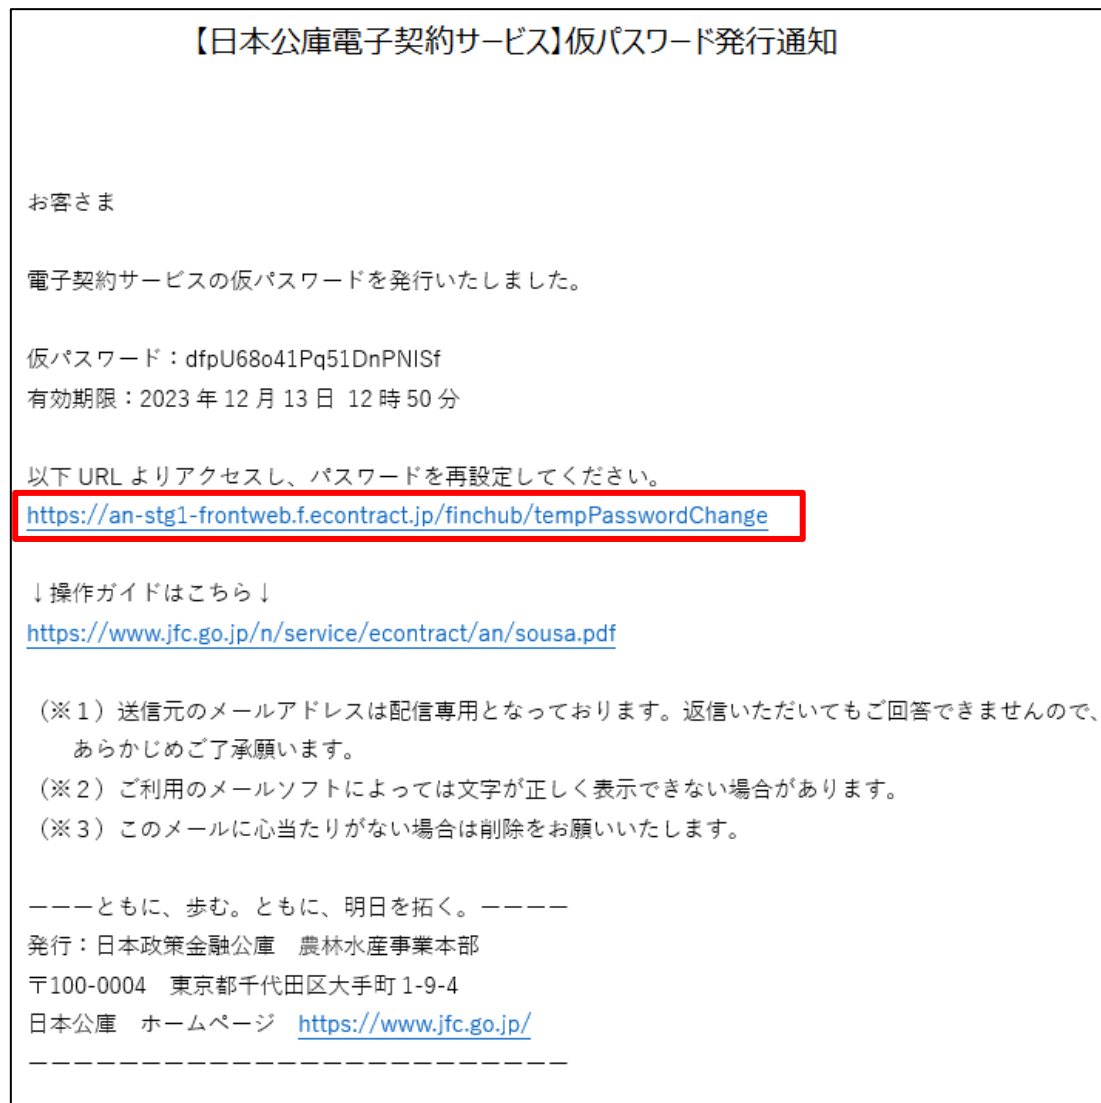 【日本公庫電子契約サービス】仮パスワード発行通知
お客さま
電子契約サービスの仮パスワードを発行いたしました。
仮パスワード：dfpU68o41Pq51DnPNISf
有効期限：2023 年 12 月 13 日 12 時 50 分
以下 URL よりアクセスし、パスワードを再設定してください。
https://an-stg1-frontweb.f.econtract.jp/finchub/tempPasswordChange
↓操作ガイドはこちら↓
https://www.jfc.go.jp/n/service/econtract/an/sousa.pdf
（※１）送信元のメールアドレスは配信専用となっております。返信いただいてもご回答できませんので、
あらかじめご了承願います。
（※２）ご利用のメールソフトによっては文字が正しく表示できない場合があります。
（※３）このメールに心当たりがない場合は削除をお願いいたします。
ーーーともに、歩む。ともに、明日を拓く。ーーーー
発行：日本政策金融公庫　農林水産事業本部
〒100-0004　東京都千代田区大手町 1-9-4
日本公庫　ホームページ　https://www.jfc.go.jp/
ーーーーーーーーーーーーーーーーーーーーーーーー